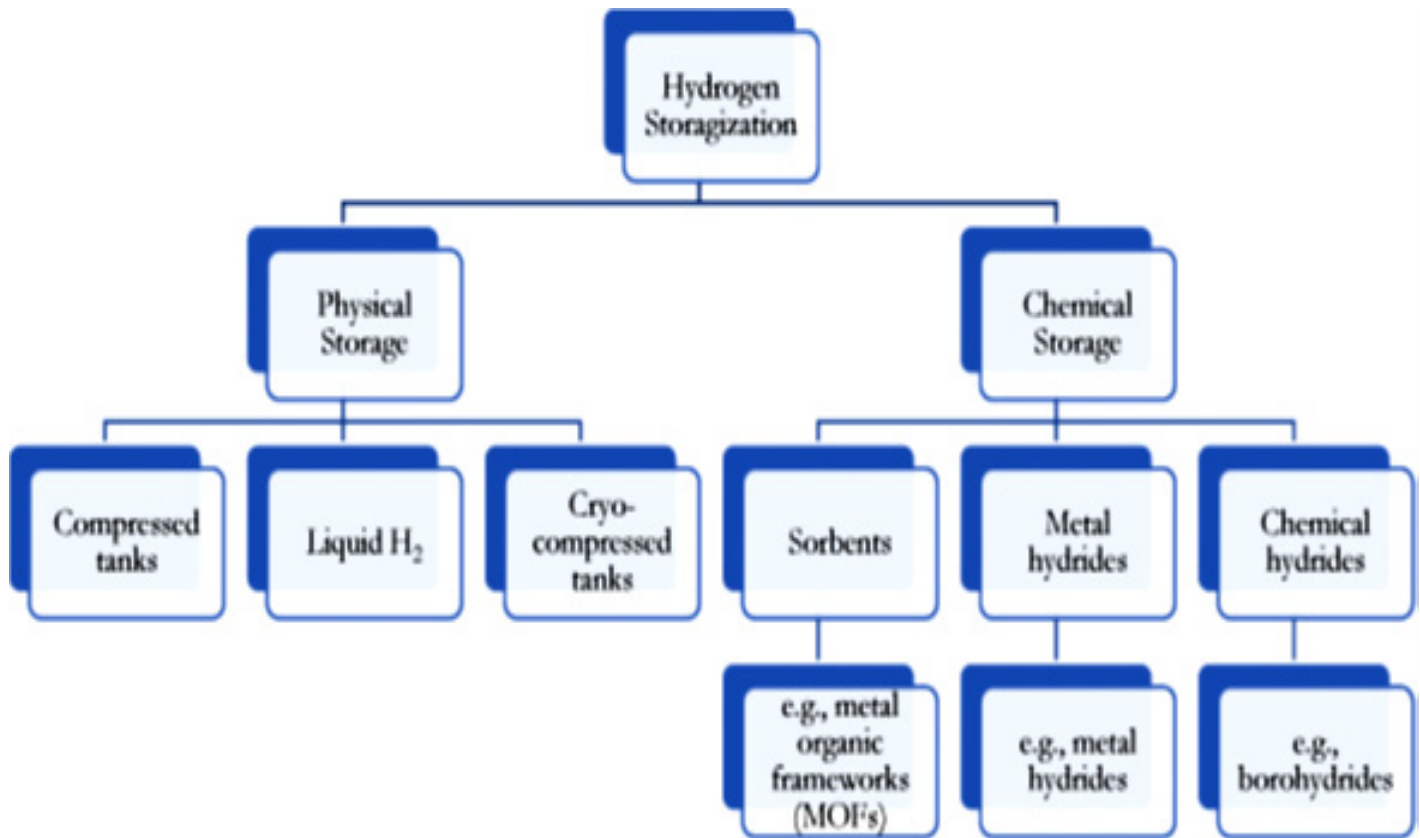 Hydrogen
Storagization
Physical
Storage
Chemical
Storage
Compressed
tanks
Liquid H₂
Cryo-
compressed
tanks
Sorbents
Metal
hydrides
Chemical
hydrides
e.g., metal
organic
frameworks
(MOFs)
e.g., metal
hydrides
e.g.,
borohydrides